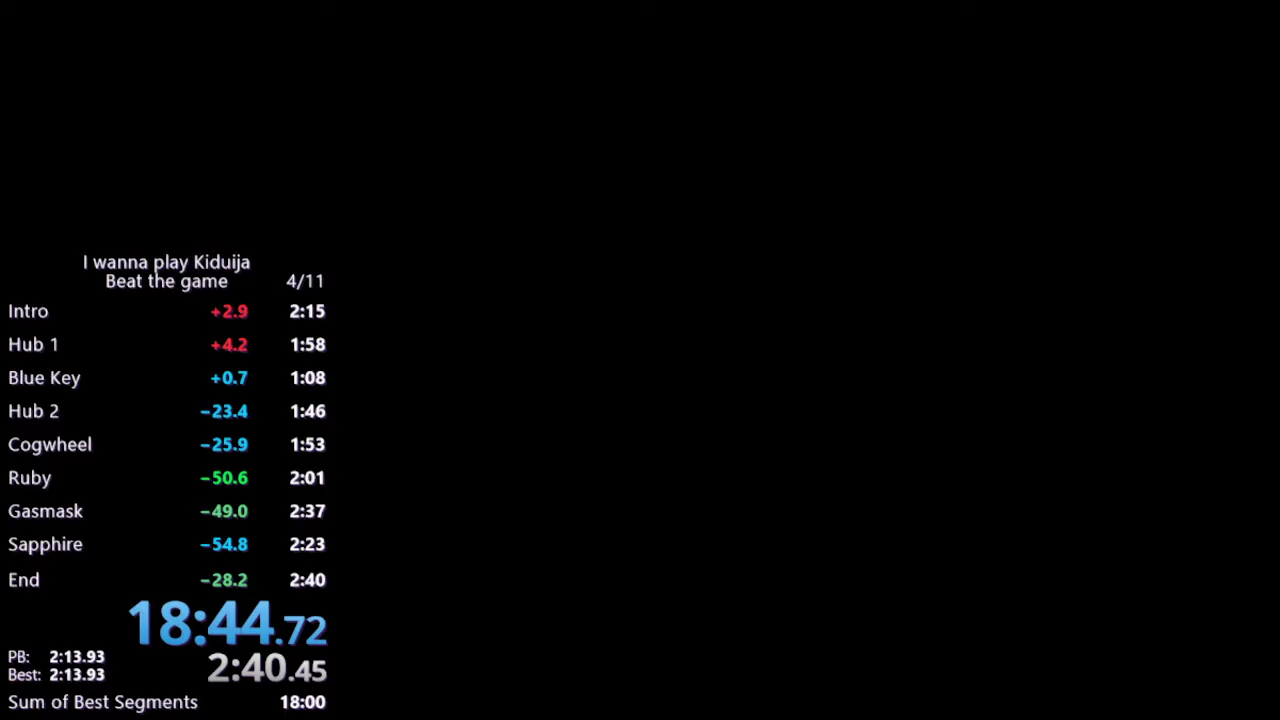 I wanna play Kiduija
Beat the game 4/11
Intro +2.9 2:15
Hub 1 +4.2 1:58
Blue Key +0.7 1:08
Hub 2 −23.4 1:46
Cogwheel −25.9 1:53
Ruby −50.6 2:01
Gasmask −49.0 2:37
Sapphire −54.8 2:23
End −28.2 2:40
18:44.72
PB: 2:13.93
Best: 2:13.93
2:40.45
Sum of Best Segments 18:00